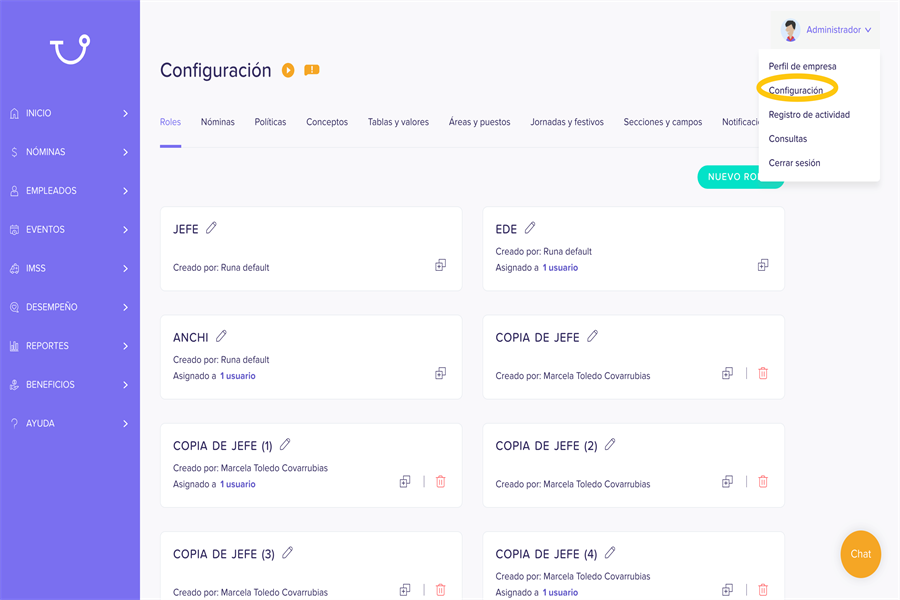 Administrador
Perfil de empresa
Configuración
Registro de actividad
Consultas
Cerrar sesión
INICIO
NÓMINAS
EMPLEADOS
EVENTOS
IMSS
DESEMPEÑO
REPORTES
BENEFICIOS
AYUDA
Configuración
Roles Nóminas Políticas Conceptos Tablas y valores Áreas y puestos Jornadas y festivos Secciones y campos
NUEVO
JEFE
Creado por: Runa default
EDE
Creado por: Runa default
Asignado a 1 usuario
ANCHI
Creado por: Runa default
Asignado a 1 usuario
COPIA DE JEFE
Creado por: Marcela Toledo Covarrubias
COPIA DE JEFE (1)
Creado por: Marcela Toledo Covarrubias
Asignado a 1 usuario
COPIA DE JEFE (2)
Creado por: Marcela Toledo Covarrubias
COPIA DE JEFE (3)
Creado por: Marcela Toledo Covarrubias
COPIA DE JEFE (4)
Creado por: Marcela Toledo Covarrubias
Asignado a 1 usuario
Chat